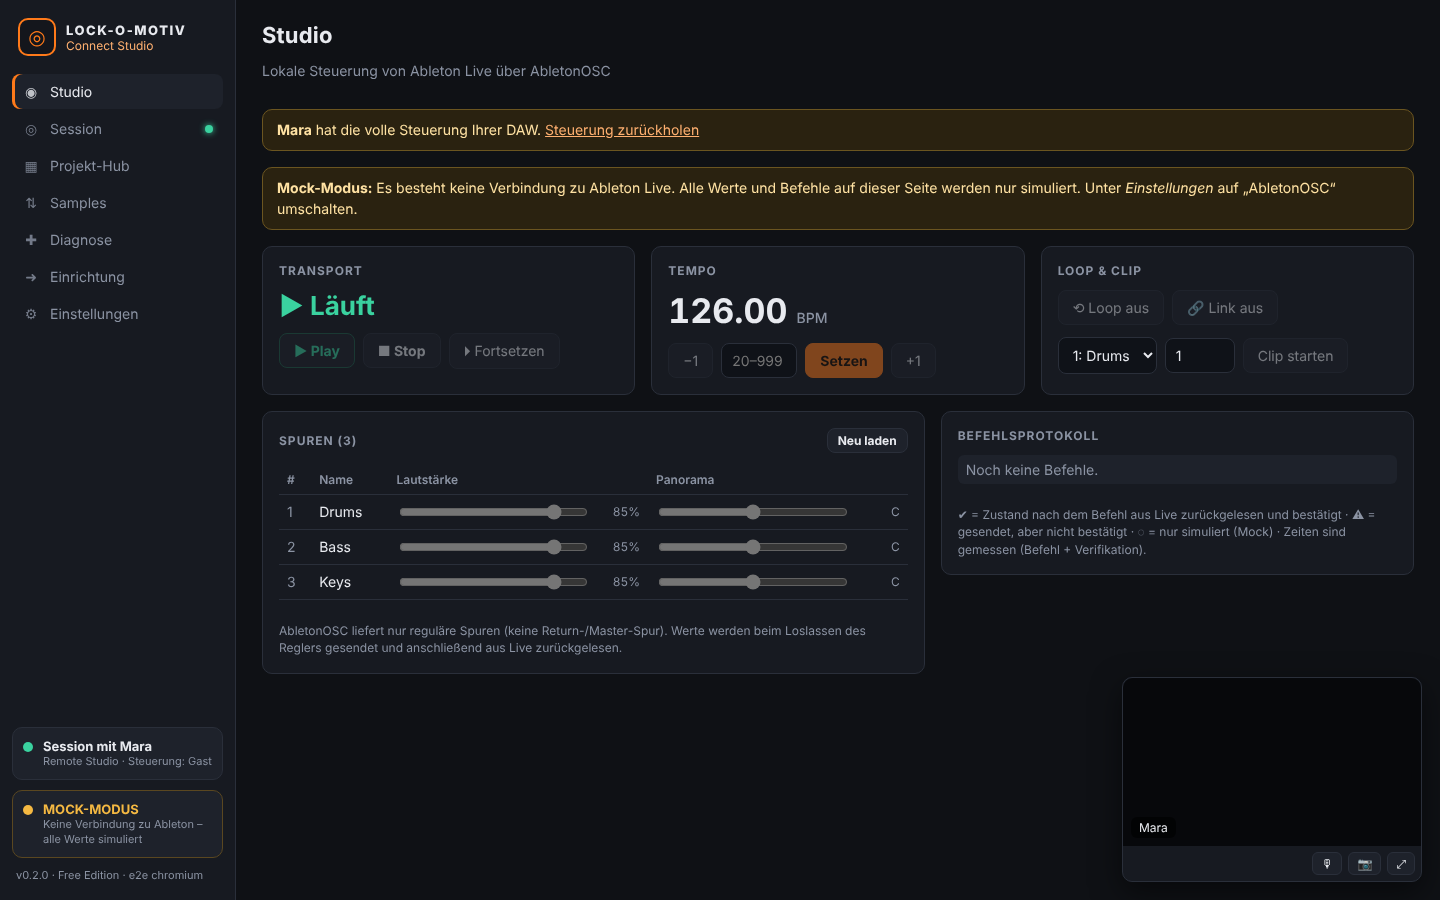 LOCK-O-MOTIV
Connect Studio
Studio
Session
Projekt-Hub
Samples
Diagnose
Einrichtung
Einstellungen
Session mit Mara
Remote Studio · Steuerung: Gast
MOCK-MODUS
Keine Verbindung zu Ableton –
alle Werte simuliert
v0.2.0 · Free Edition · e2e chromium
Studio
Lokale Steuerung von Ableton Live über AbletonOSC
Mara hat die volle Steuerung Ihrer DAW. Steuerung zurückholen
Mock-Modus: Es besteht keine Verbindung zu Ableton Live. Alle Werte und Befehle auf dieser Seite werden nur simuliert. Unter Einstellungen auf „AbletonOSC“
umschalten.
TRANSPORT
▶ Läuft
▶ Play ■ Stop ⏵ Fortsetzen
TEMPO
126.00 BPM
−1 20–999 Setzen +1
LOOP & CLIP
⟲ Loop aus 🔗 Link aus
1: Drums 1 Clip starten
SPUREN (3) Neu laden
# Name Lautstärke Panorama
1 Drums 85% C
2 Bass 85% C
3 Keys 85% C
AbletonOSC liefert nur reguläre Spuren (keine Return-/Master-Spur). Werte werden beim Loslassen des
Reglers gesendet und anschließend aus Live zurückgelesen.
BEFEHLSPROTOKOLL
Noch keine Befehle.
✔ = Zustand nach dem Befehl aus Live zurückgelesen und bestätigt · ⚠ =
gesendet, aber nicht bestätigt · ○ = nur simuliert (Mock) · Zeiten sind
gemessen (Befehl + Verifikation).
Mara